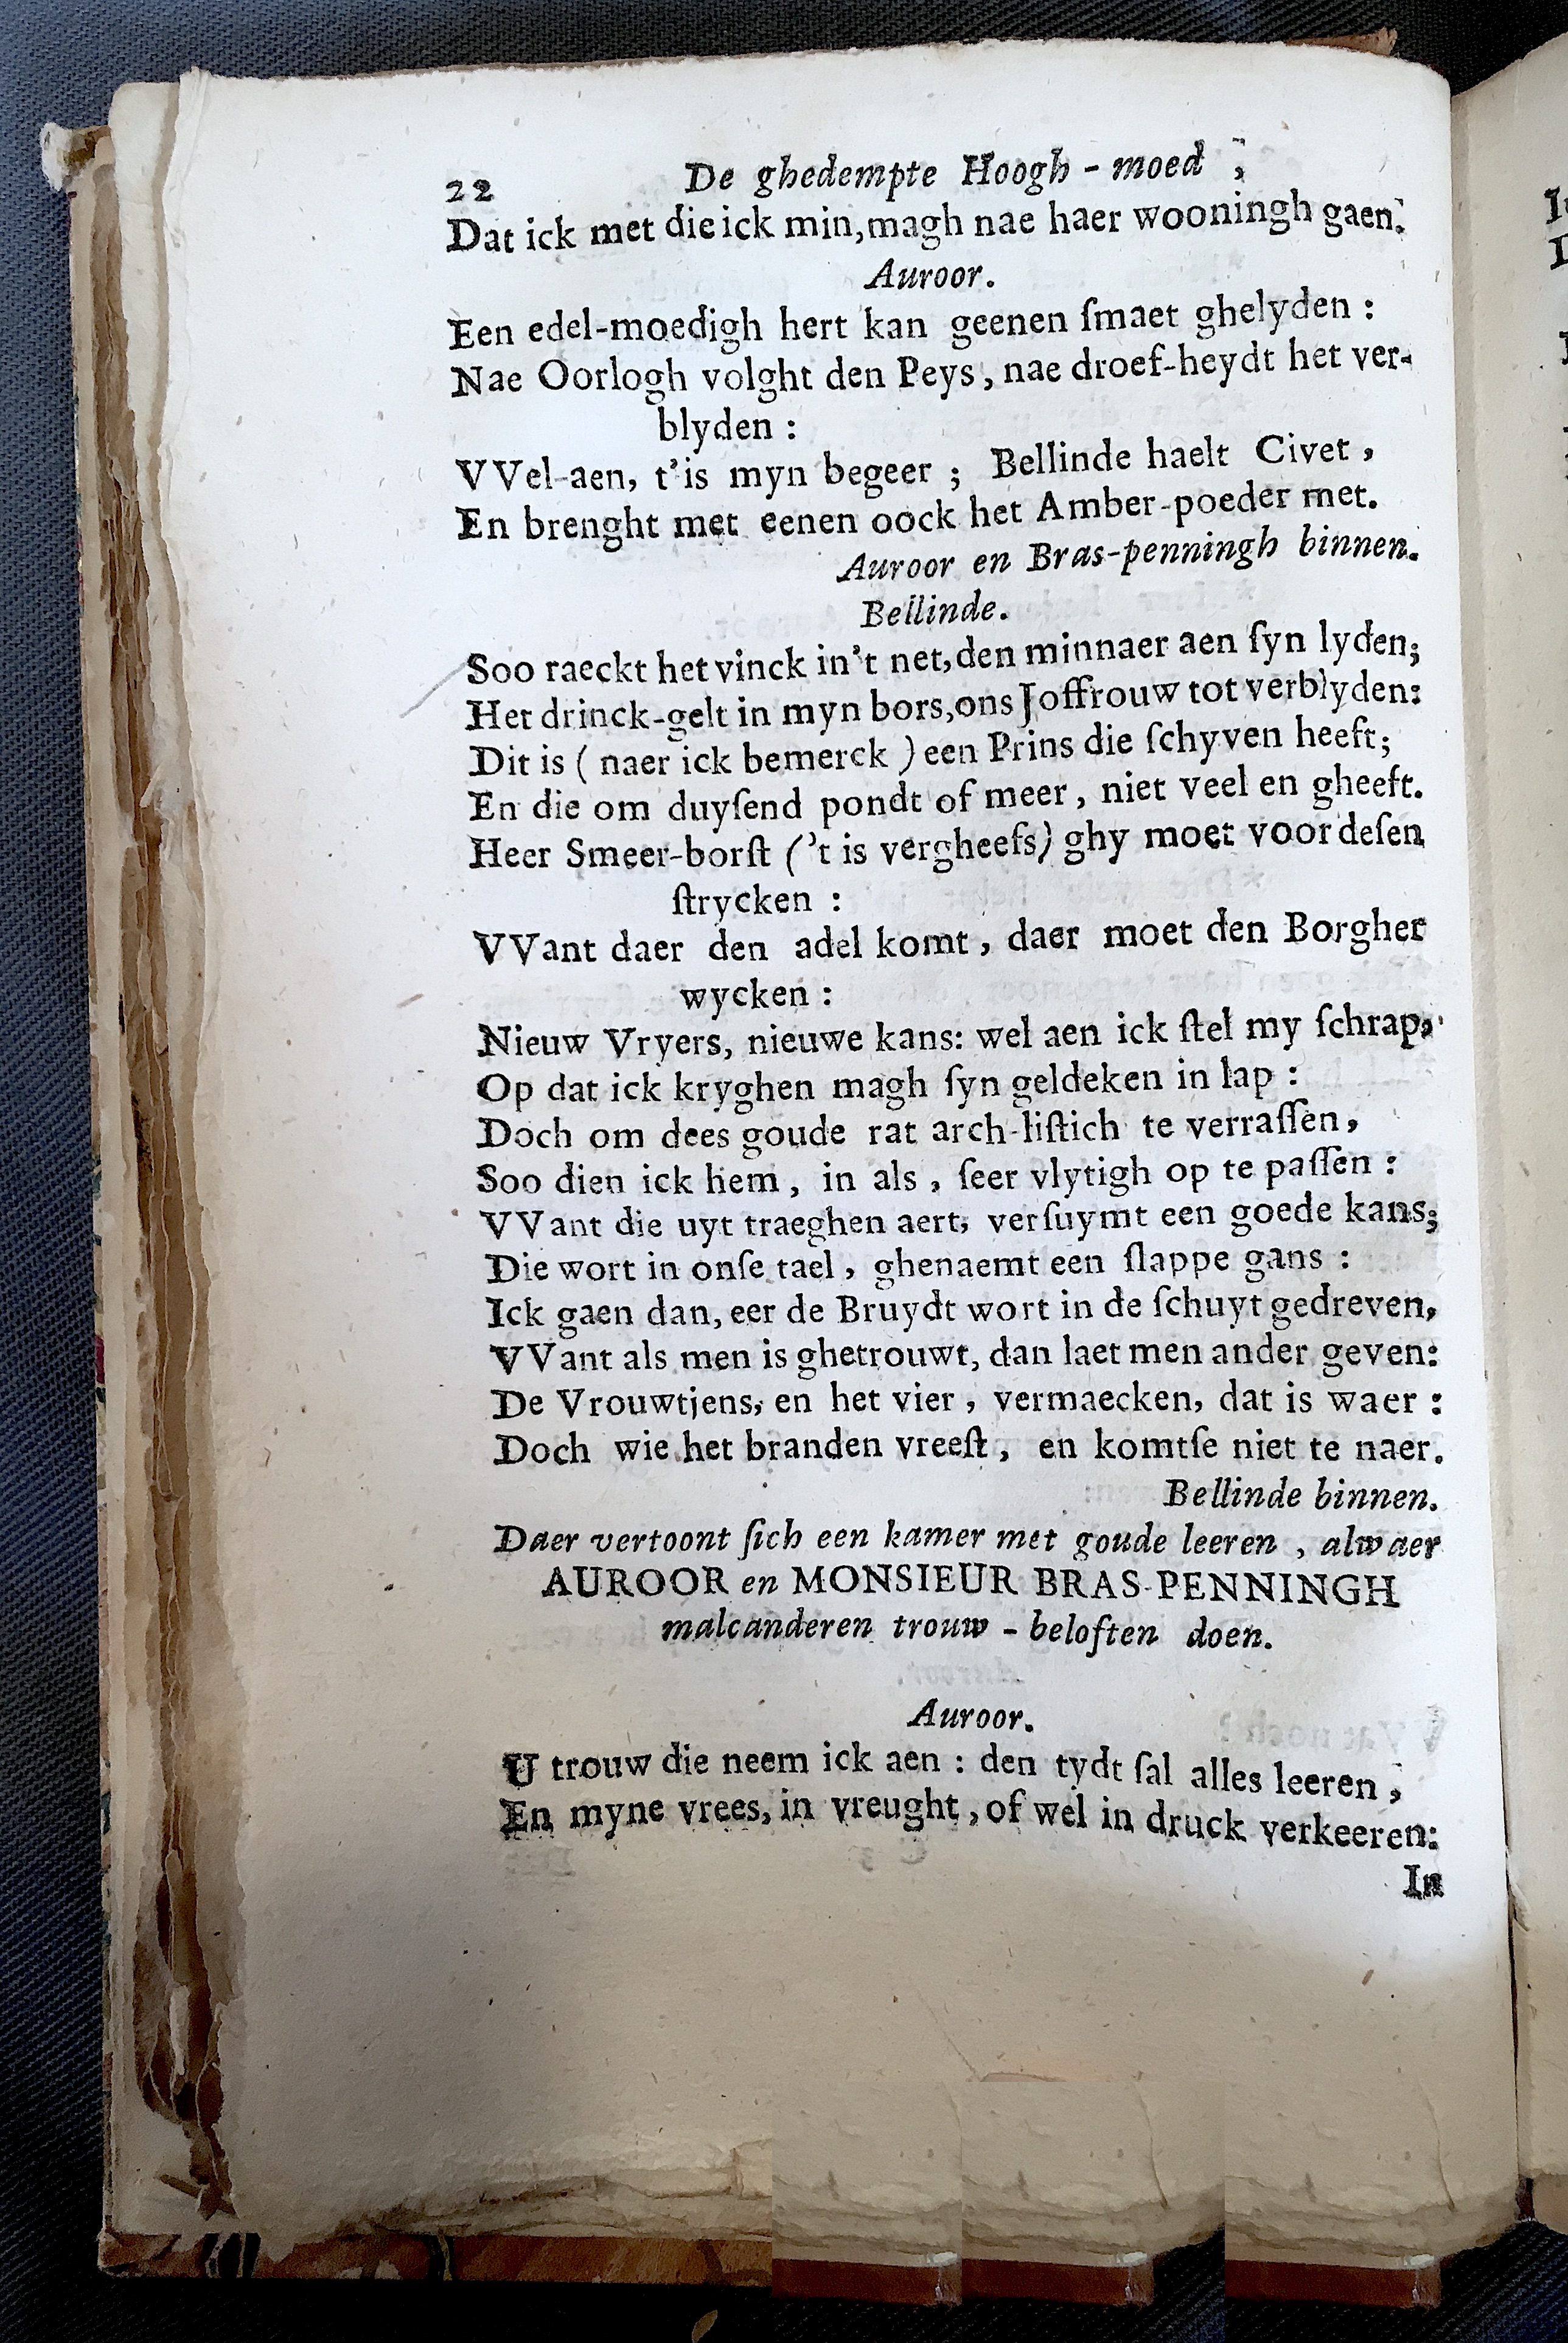 22 De ghedempte Hoogh - moed ,
Dat ick met die ick min, magh nae haer wooningh gaen.
Auroor.
Een edel-moedigh hert kan geenen ſmaet ghelyden :
Nae Oorlogh volght den Peys, nae droef-heydt het ver-
blyden :
VVel-aen, t'is myn begeer ; Bellinde haelt Civet ,
En brenght met eenen oock het Amber-poeder met.
Auroor en Bras-penningh binnen.
Bellinde.
Soo raeckt het vinck in't net, den minnaer aen ſyn lyden;
Het drinck-gelt in myn bors, ons Joffrouw tot verblyden:
Dit is ( naer ick bemerck ) een Prins die ſchyven heeft;
En die om duyſend pondt of meer, niet veel en gheeft.
Heer Smeer-borſt ('t is vergheefs) ghy moet voor deſen
ſtrycken :
VVant daer den adel komt, daer moet den Borgher
wycken :
Nieuw Vryers, nieuwe kans: wel aen ick ſtel my ſchrap,
Op dat ick kryghen magh ſyn geldeken in lap :
Doch om dees goude rat arch-liſtich te verraſſen,
Soo dien ick hem, in als, ſeer vlytigh op te paſſen :
VVant die uyt traeghen aert, verſuymt een goede kans;
Die wort in onſe tael, ghenaemt een ſlappe gans :
Ick gaen dan, eer de Bruydt wort in de ſchuyt gedreven,
VVant als men is ghetrouwt, dan laet men ander geven:
De Vrouwtjens, en het vier, vermaecken, dat is waer :
Doch wie het branden vreeſt, en komtſe niet te naer.
Bellinde binnen.
Daer vertoont ſich een kamer met goude leeren , alwaer
AUROOR en MONSIEUR BRAS-PENNINGH
malcanderen trouw - beloften doen.
Auroor.
U trouw die neem ick aen : den tydt ſal alles leeren ,
En myne vrees, in vreught, of wel in druck verkeeren:
In